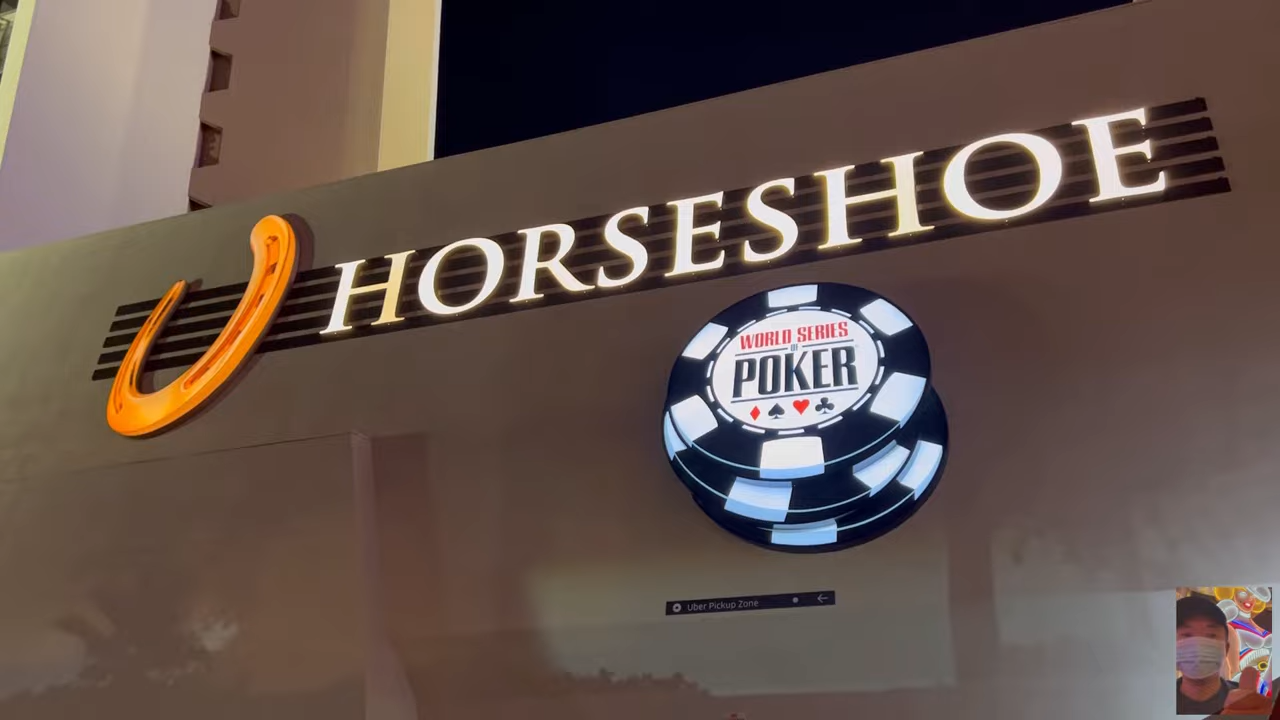 HORSESHOE
WORLD SERIES
OF
POKER
Uber Pickup Zone